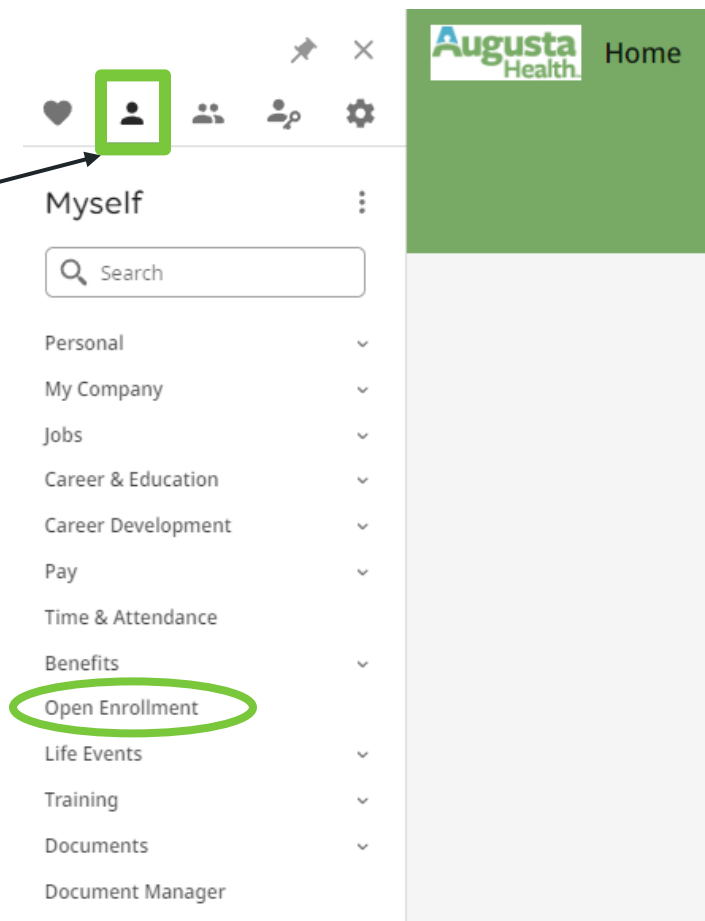 Augusta
Health.
Home
Myself
Search
Personal
My Company
Jobs
Career & Education
Career Development
Pay
Time & Attendance
Benefits
Open Enrollment
Life Events
Training
Documents
Document Manager